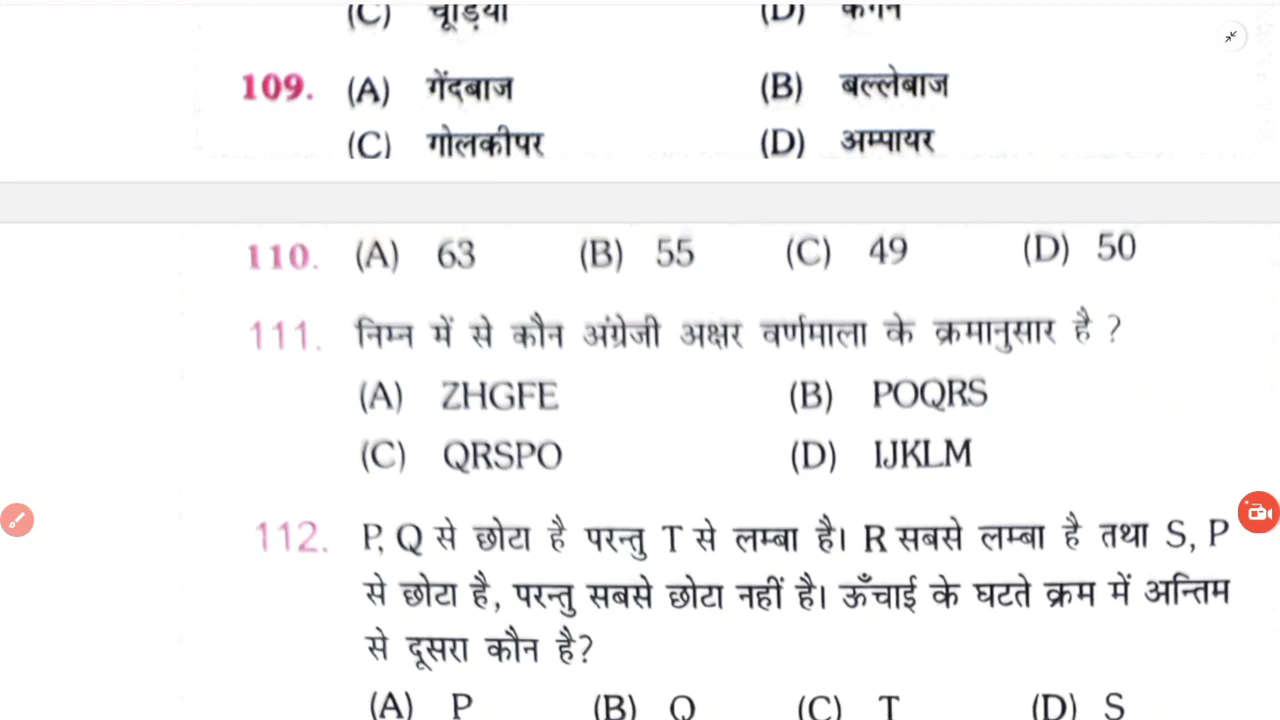 (C) चूड़ियाँ (D) कंगन
109. (A) गेंदबाज (B) बल्लेबाज
(C) गोलकीपर (D) अम्पायर
110. (A) 63 (B) 55 (C) 49 (D) 50
111. निम्न में से कौन अंग्रेजी अक्षर वर्णमाला के क्रमानुसार है ?
(A) ZHGFE (B) POQRS
(C) QRSPO (D) IJKLM
112. P, Q से छोटा है परन्तु T से लम्बा है। R सबसे लम्बा है तथा S, P
से छोटा है, परन्तु सबसे छोटा नहीं है। ऊँचाई के घटते क्रम में अन्तिम
से दूसरा कौन है?
(A) P (B) Q (C) T (D) S